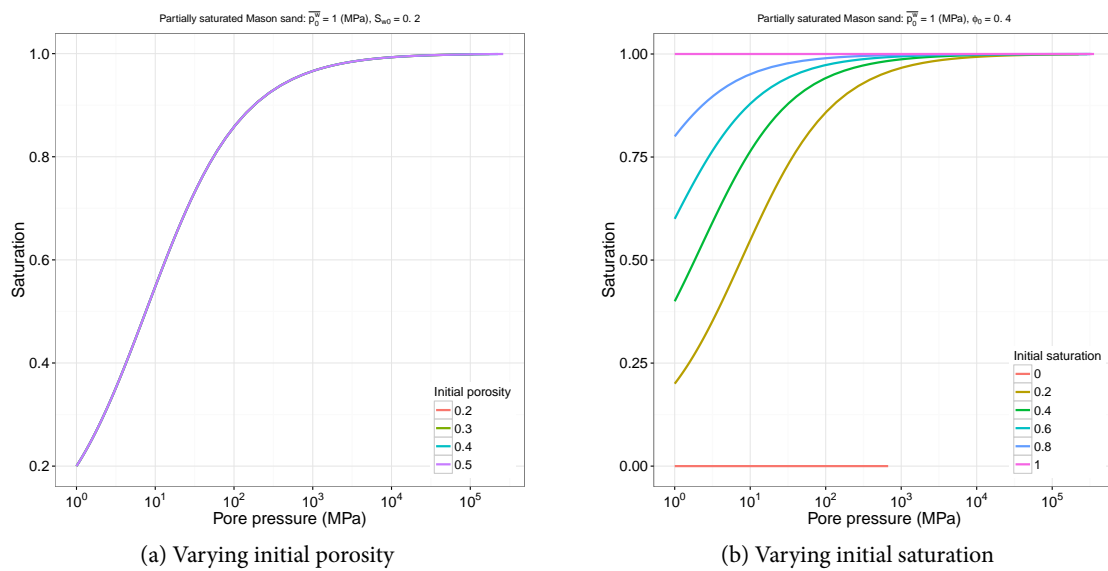 Partially saturated Mason sand: p₀ʷ = 1 (MPa), Sw0 = 0. 2
Saturation
1.0
0.8
0.6
0.4
0.2
Initial porosity
0.2
0.3
0.4
0.5
10⁰ 10¹ 10² 10³ 10⁴ 10⁵
Pore pressure (MPa)
(a) Varying initial porosity
Partially saturated Mason sand: p₀ʷ = 1 (MPa), ϕ₀ = 0. 4
Saturation
1.00
0.75
0.50
0.25
0.00
Initial saturation
0
0.2
0.4
0.6
0.8
1
10⁰ 10¹ 10² 10³ 10⁴ 10⁵
Pore pressure (MPa)
(b) Varying initial saturation